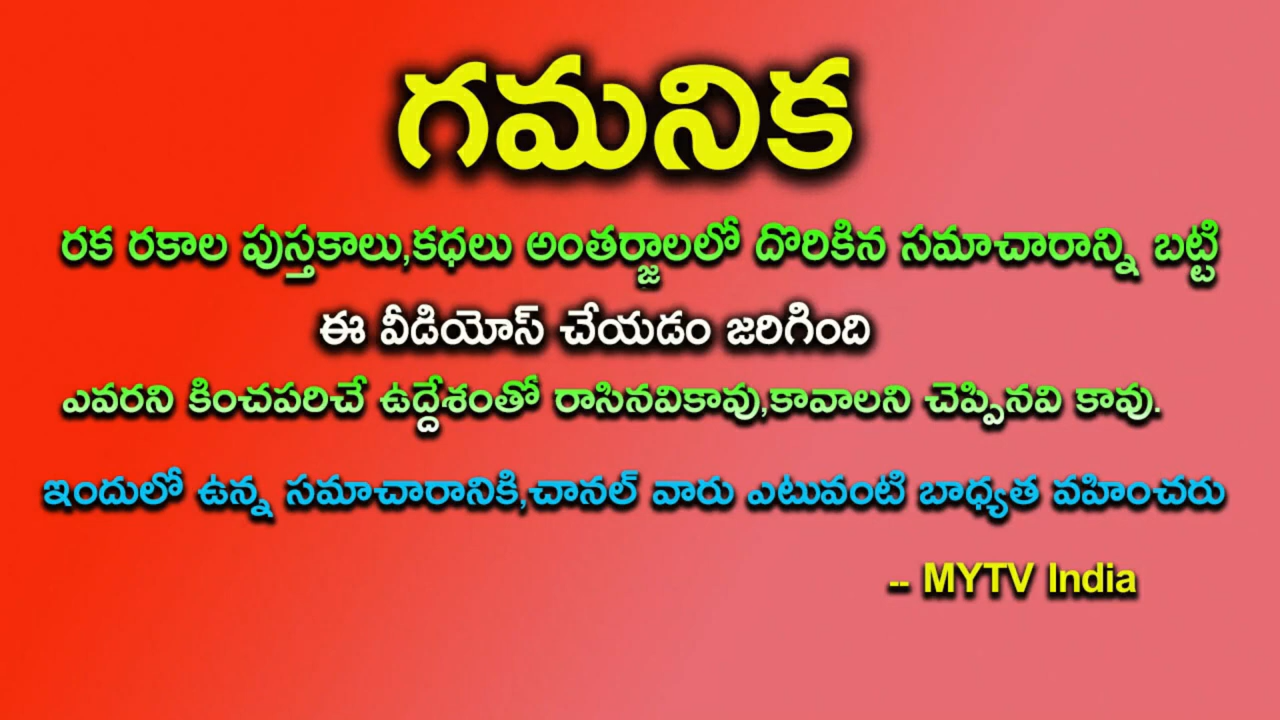 గమనిక
రక రకాల పుస్తకాలు,కధలు అంతర్జాలలో దొరికిన సమాచారాన్ని బట్టి
ఈ వీడియోస్ చేయడం జరిగింది
ఎవరని కించపరిచే ఉద్దేశంతో రాసినవికావు,కావాలని చెప్పినవి కావు.
ఇందులో ఉన్న సమాచారానికి,చానల్ వారు ఎటువంటి బాధ్యత వహించరు
-- MYTV India